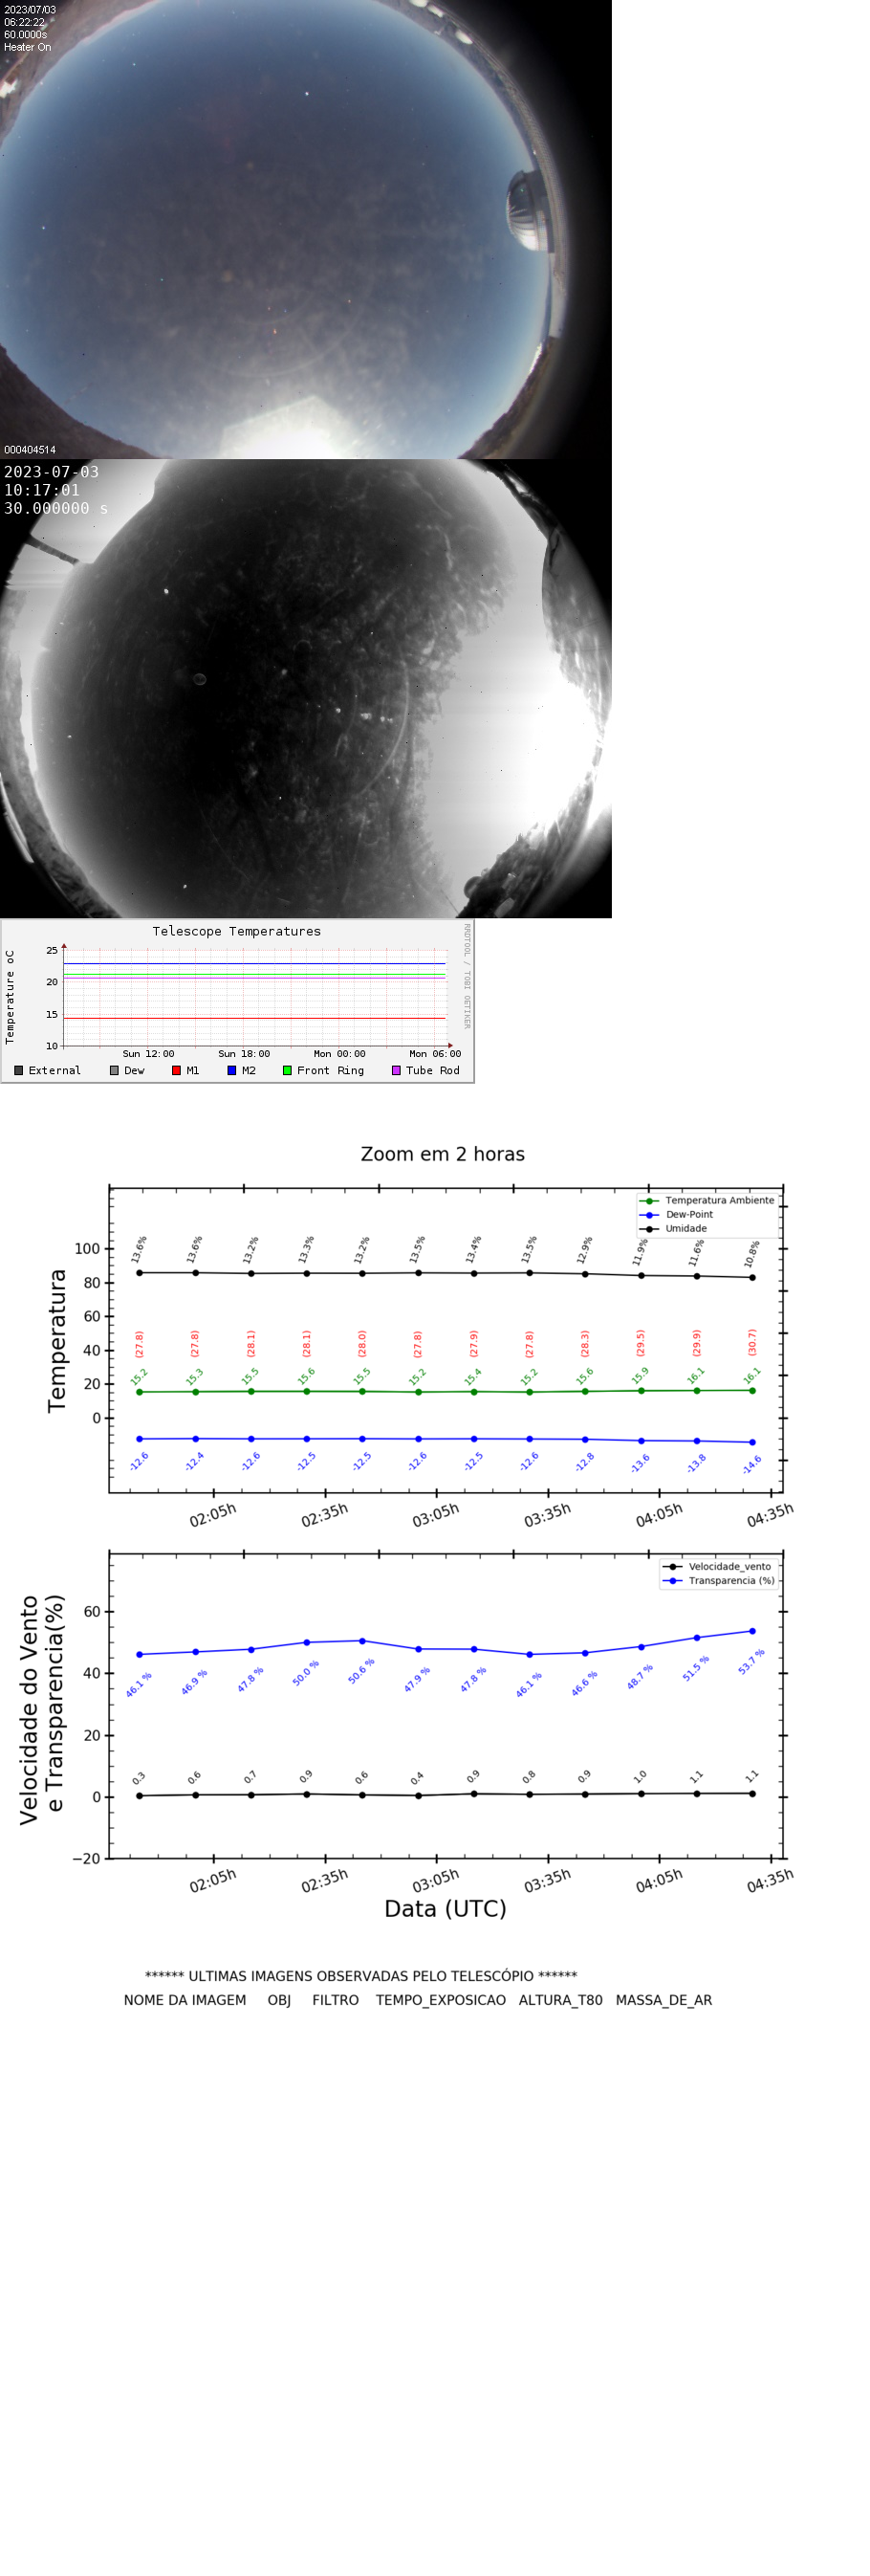 2023/07/03
06:22:22
60.0000s
Heater On
000404514
2023-07-03
10:17:01
30.000000 s
Telescope Temperatures
RRDTOOL / TOBI OETIKER
Temperature oC
25
20
15
10
Sun 12:00 Sun 18:00 Mon 00:00 Mon 06:00
External Dew M1 M2 Front Ring Tube Rod
Zoom em 2 horas
Temperatura Ambiente
Dew-Point
Umidade
Temperatura
100
80
60
40
20
0
13.6% 13.6% 13.2% 13.3% 13.2% 13.5% 13.4% 13.5% 12.9% 11.9% 11.6% 10.8%
(27.8) (27.8) (28.1) (28.1) (28.0) (27.8) (27.9) (27.8) (28.3) (29.5) (29.9) (30.7)
15.2 15.3 15.5 15.6 15.5 15.2 15.4 15.2 15.6 15.9 16.1 16.1
-12.6 -12.4 -12.6 -12.5 -12.5 -12.6 -12.5 -12.6 -12.8 -13.6 -13.8 -14.6
02:05h 02:35h 03:05h 03:35h 04:05h 04:35h
Velocidade_vento
Transparencia (%)
Velocidade do Vento
e Transparencia(%)
60
40
20
0
−20
46.1 % 46.9 % 47.8 % 50.0 % 50.6 % 47.9 % 47.8 % 46.1 % 46.6 % 48.7 % 51.5 % 53.7 %
0.3 0.6 0.7 0.9 0.6 0.4 0.9 0.8 0.9 1.0 1.1 1.1
02:05h 02:35h 03:05h 03:35h 04:05h 04:35h
Data (UTC)
****** ULTIMAS IMAGENS OBSERVADAS PELO TELESCÓPIO ******
NOME DA IMAGEM OBJ FILTRO TEMPO_EXPOSICAO ALTURA_T80 MASSA_DE_AR